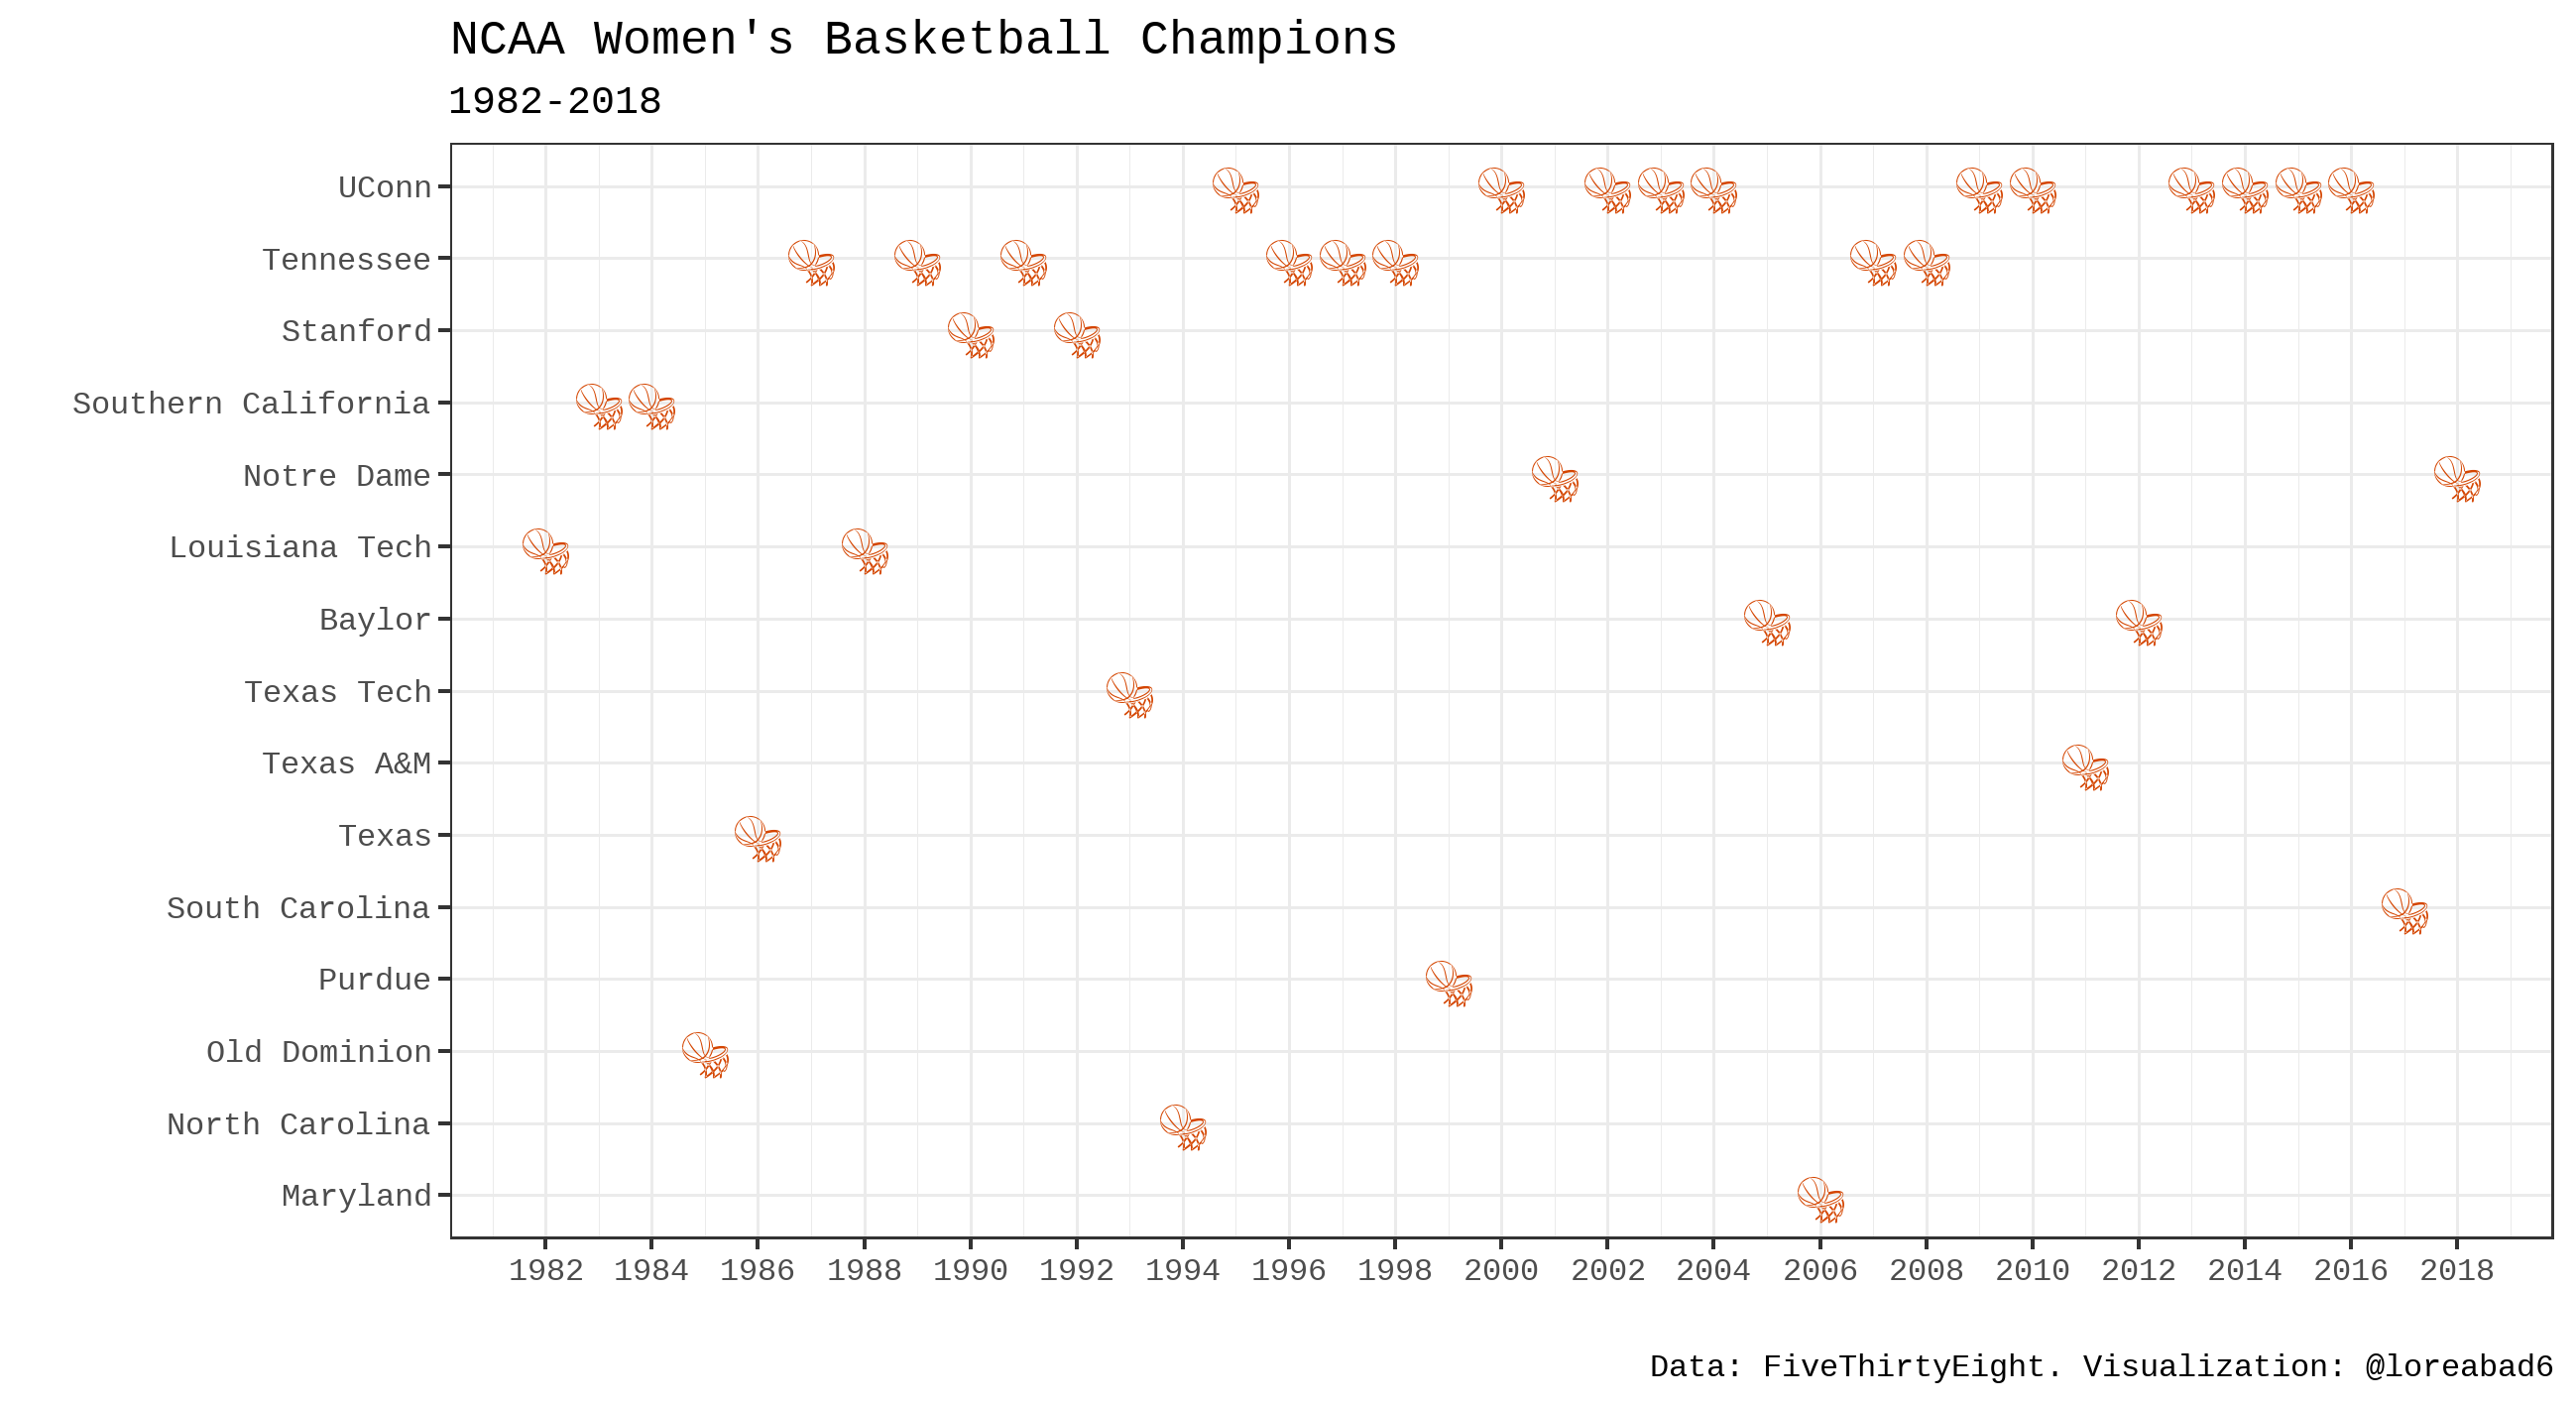 NCAA Women's Basketball Champions
1982-2018
UConn
Tennessee
Stanford
Southern California
Notre Dame
Louisiana Tech
Baylor
Texas Tech
Texas A&M
Texas
South Carolina
Purdue
Old Dominion
North Carolina
Maryland
1982 1984 1986 1988 1990 1992 1994 1996 1998 2000 2002 2004 2006 2008 2010 2012 2014 2016 2018
Data: FiveThirtyEight. Visualization: @loreabad6